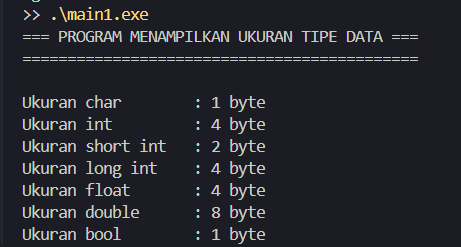 >> .\main1.exe
=== PROGRAM MENAMPILKAN UKURAN TIPE DATA ===
============================================
Ukuran char        : 1 byte
Ukuran int         : 4 byte
Ukuran short int   : 2 byte
Ukuran long int    : 4 byte
Ukuran float       : 4 byte
Ukuran double      : 8 byte
Ukuran bool        : 1 byte